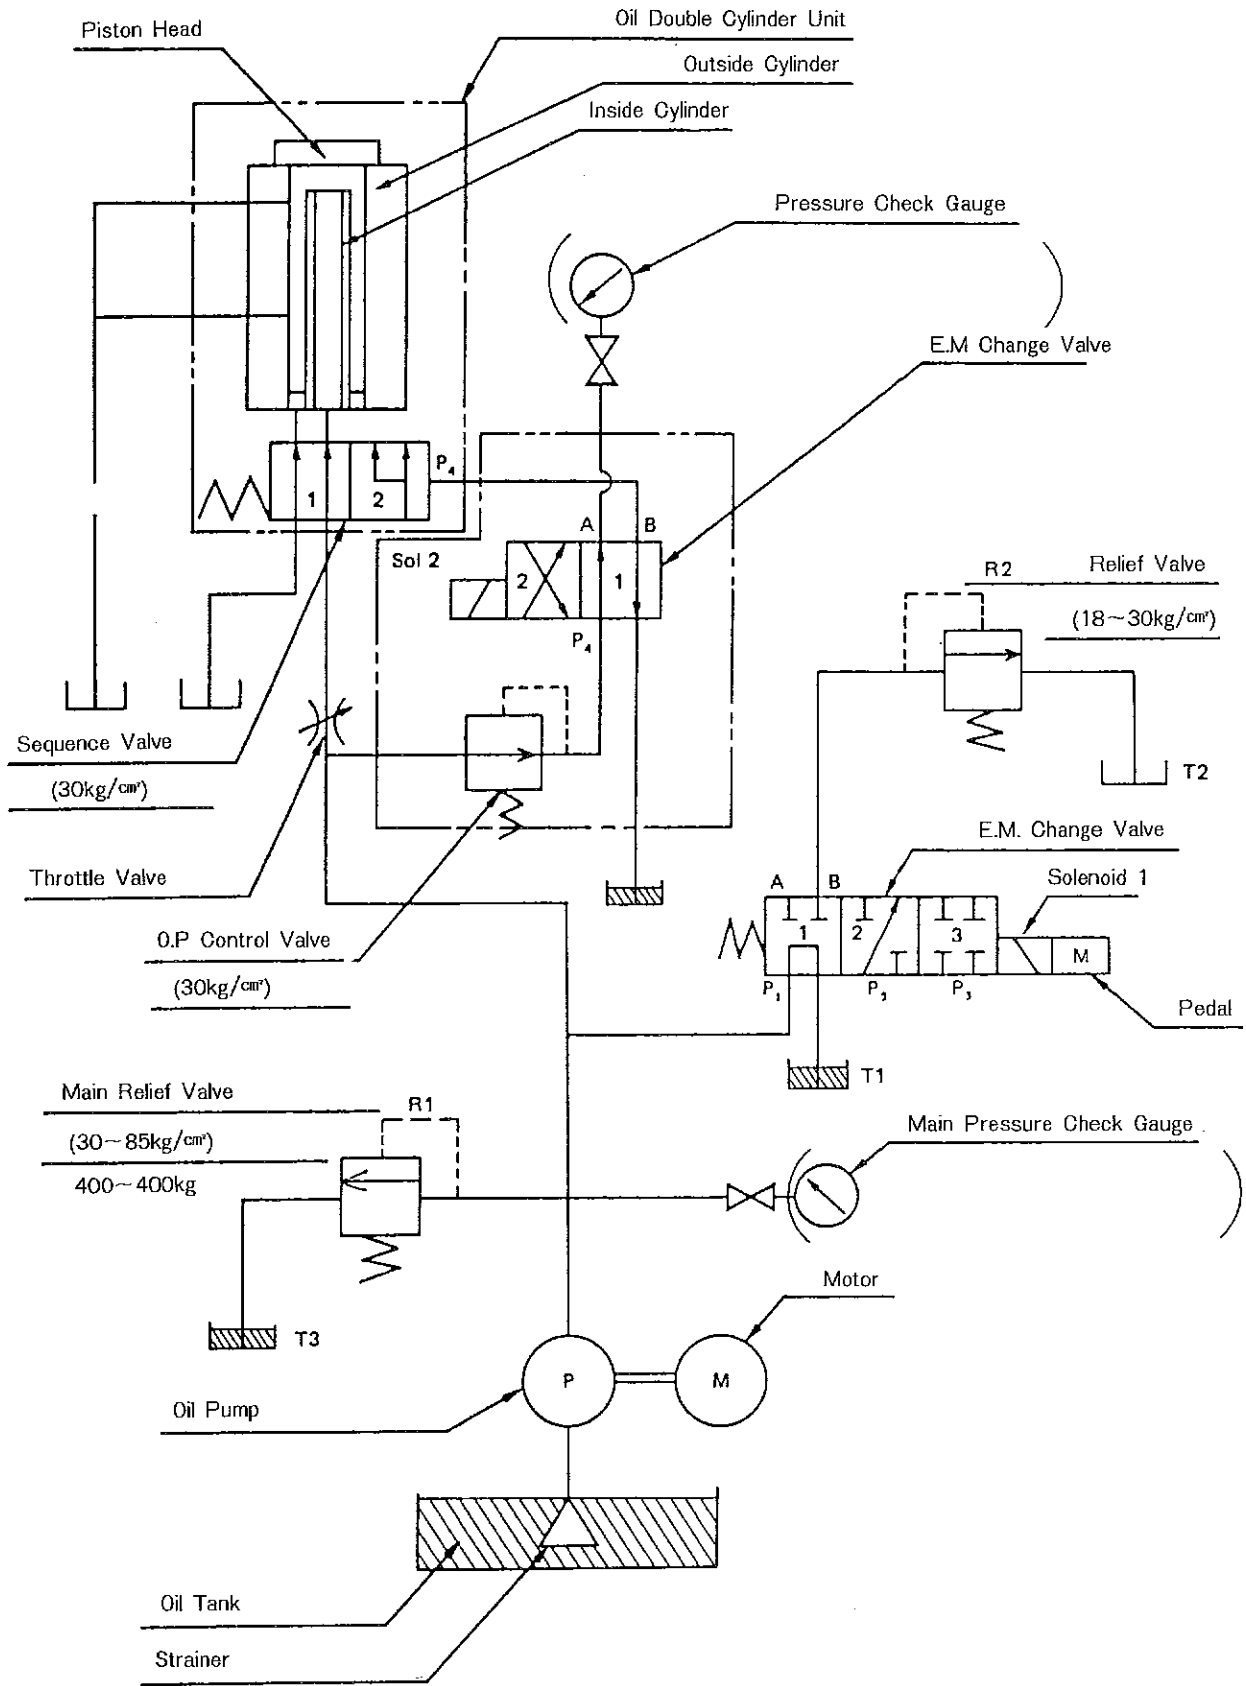 Piston Head
Oil Double Cylinder Unit
Outside Cylinder
Inside Cylinder
Pressure Check Gauge
E.M Change Valve
P4
1 2
A B
Sol 2
2 1
P4
R2 Relief Valve
(18~30kg/cm²)
Sequence Valve
(30kg/cm²)
T2
E.M. Change Valve
Throttle Valve
Solenoid 1
A B
1 2 3
M
O.P Control Valve
(30kg/cm²)
P1 P2 P3
Pedal
T1
Main Relief Valve
R1
(30~85kg/cm²)
400~400kg
Main Pressure Check Gauge
Motor
T3
P M
Oil Pump
Oil Tank
Strainer